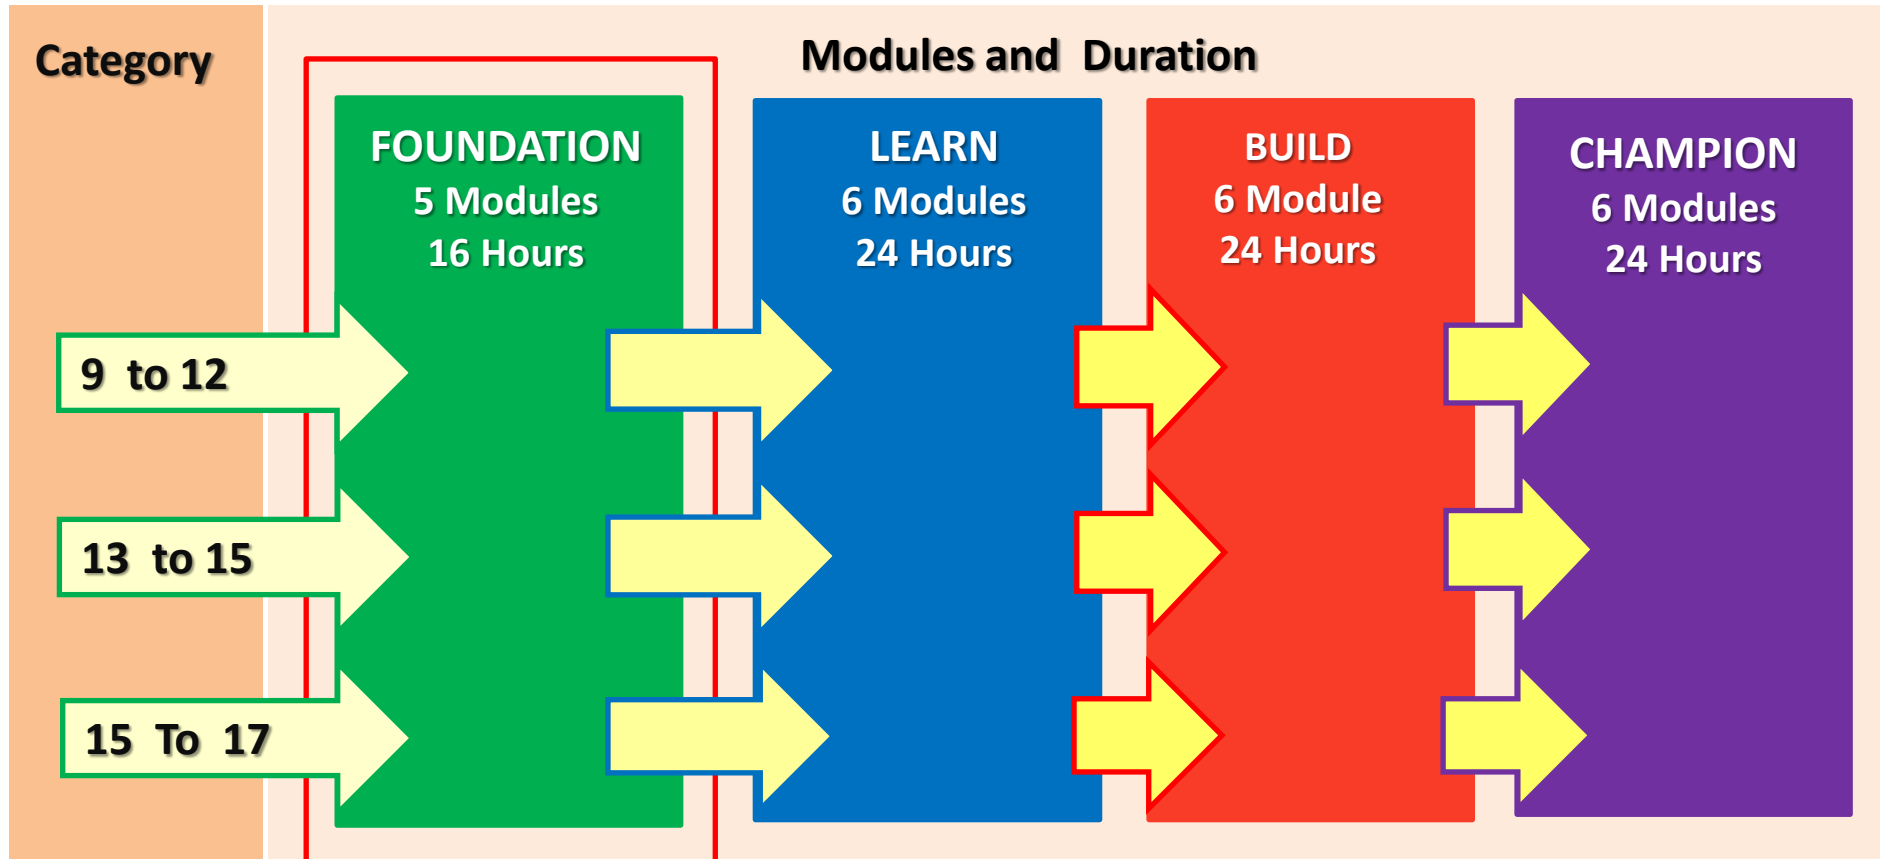 Category
Modules and Duration
FOUNDATION
5 Modules
16 Hours
LEARN
6 Modules
24 Hours
BUILD
6 Module
24 Hours
CHAMPION
6 Modules
24 Hours
9 to 12
13 to 15
15 To 17